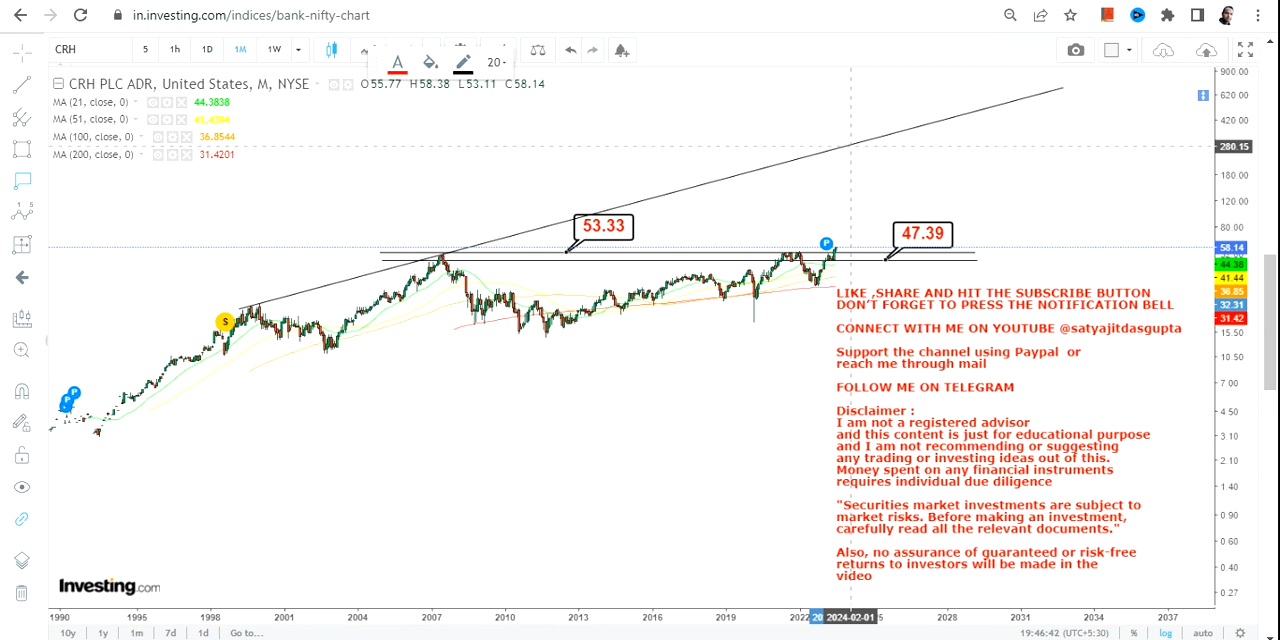 in.investing.com/indices/bank-nifty-chart
CRH 5 1h 1D 1M 1W
A 20
CRH PLC ADR, United States, M, NYSE O55.77 H58.38 L53.11 C58.14
MA (21, close, 0) 44.3838
MA (51, close, 0)
MA (100, close, 0) 36.8544
MA (200, close, 0) 31.4201
53.33
47.39
P
S
P
P
LIKE ,SHARE AND HIT THE SUBSCRIBE BUTTON
DON'T FORGET TO PRESS THE NOTIFICATION BELL
CONNECT WITH ME ON YOUTUBE @satyajitdasgupta
Support the channel using Paypal or
reach me through mail
FOLLOW ME ON TELEGRAM
Disclaimer :
I am not a registered advisor
and this content is just for educational purpose
and I am not recommending or suggesting
any trading or investing ideas out of this.
Money spent on any financial instruments
requires individual due diligence
"Securities market investments are subject to
market risks. Before making an investment,
carefully read all the relevant documents."
Also, no assurance of guaranteed or risk-free
returns to investors will be made in the
video
900.00
620.00
420.00
280.15
180.00
120.00
80.00
58.14
44.38
41.44
36.85
32.31
31.42
15.50
10.50
7.00
4.50
3.10
2.10
1.40
0.90
0.60
0.40
0.27
Investing.com
1990 1995 1998 2001 2004 2007 2010 2013 2016 2019 2022 20 2024-02-01 2028 2031 2034 2037
10y 1y 1m 7d 1d Go to... 19:46:42 (UTC+5:30) % log auto